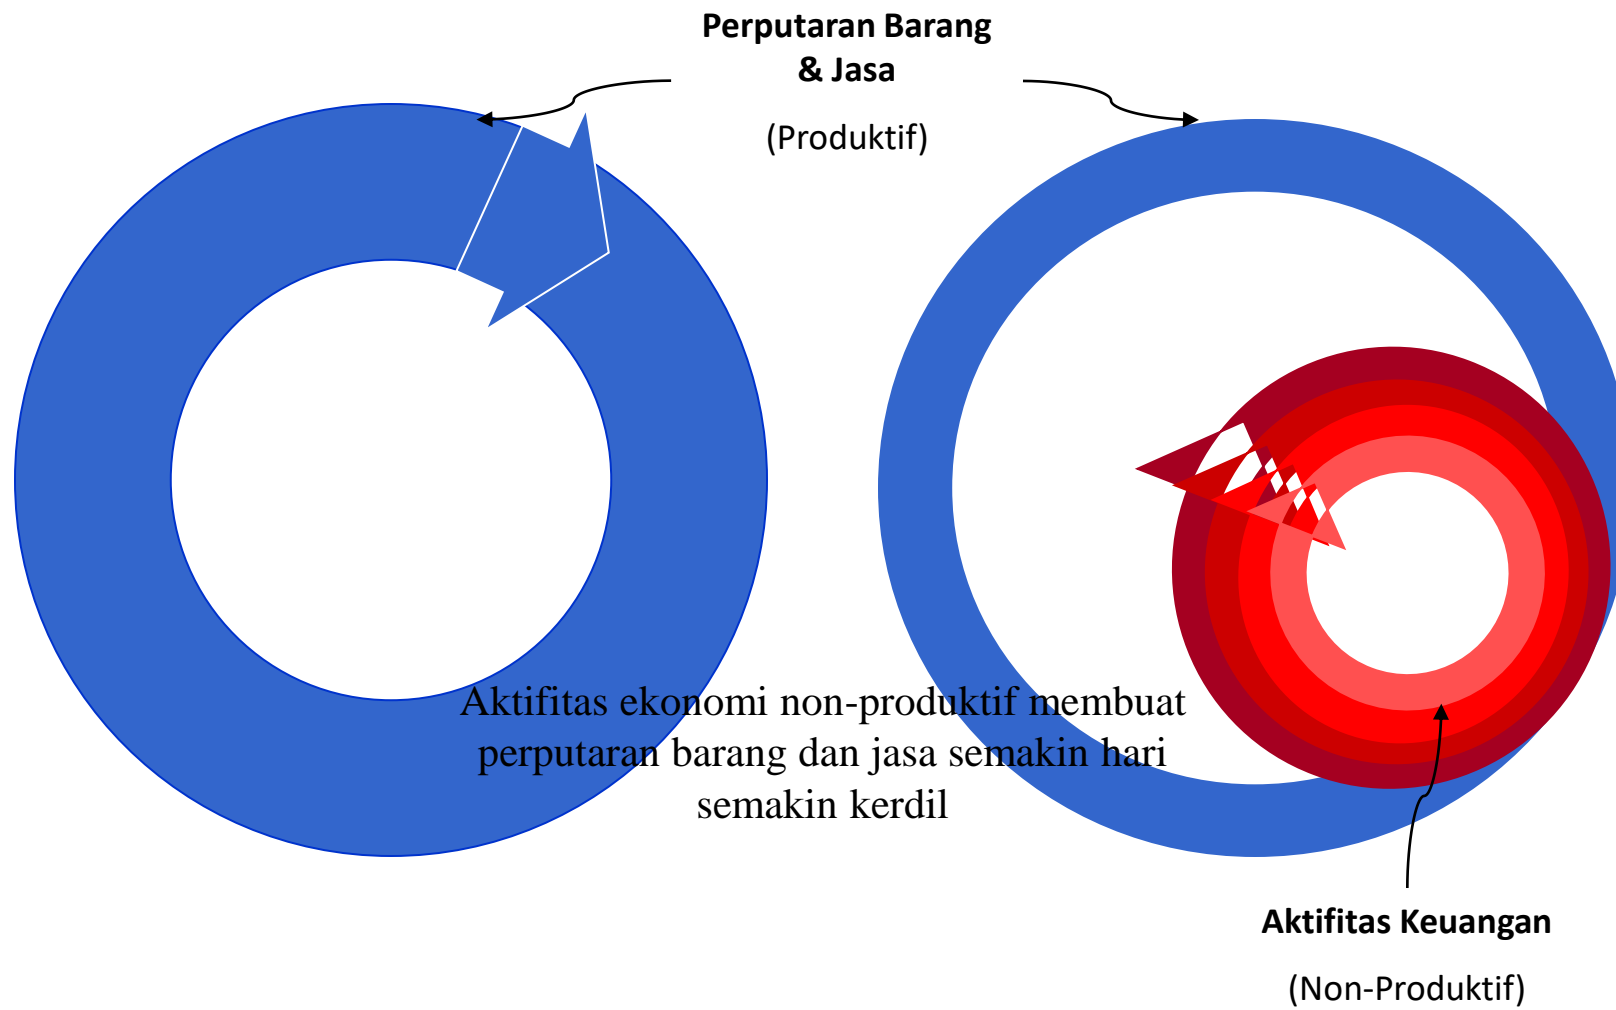 Perputaran Barang
& Jasa
(Produktif)
Aktifitas ekonomi non-produktif membuat
perputaran barang dan jasa semakin hari
semakin kerdil
Aktifitas Keuangan
(Non-Produktif)